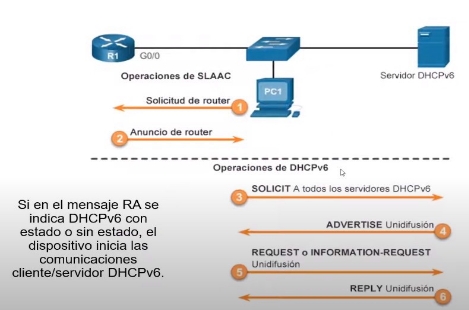 R1
G0/0
Servidor DHCPv6
Operaciones de SLAAC
PC1
Solicitud de router
1
Anuncio de router
2
Operaciones de DHCPv6
SOLICIT A todos los servidores DHCPv6
3
ADVERTISE Unidifusión
4
REQUEST o INFORMATION-REQUEST
Unidifusión
5
REPLY Unidifusión
6
Si en el mensaje RA se
indica DHCPv6 con
estado o sin estado, el
dispositivo inicia las
comunicaciones
cliente/servidor DHCPv6.